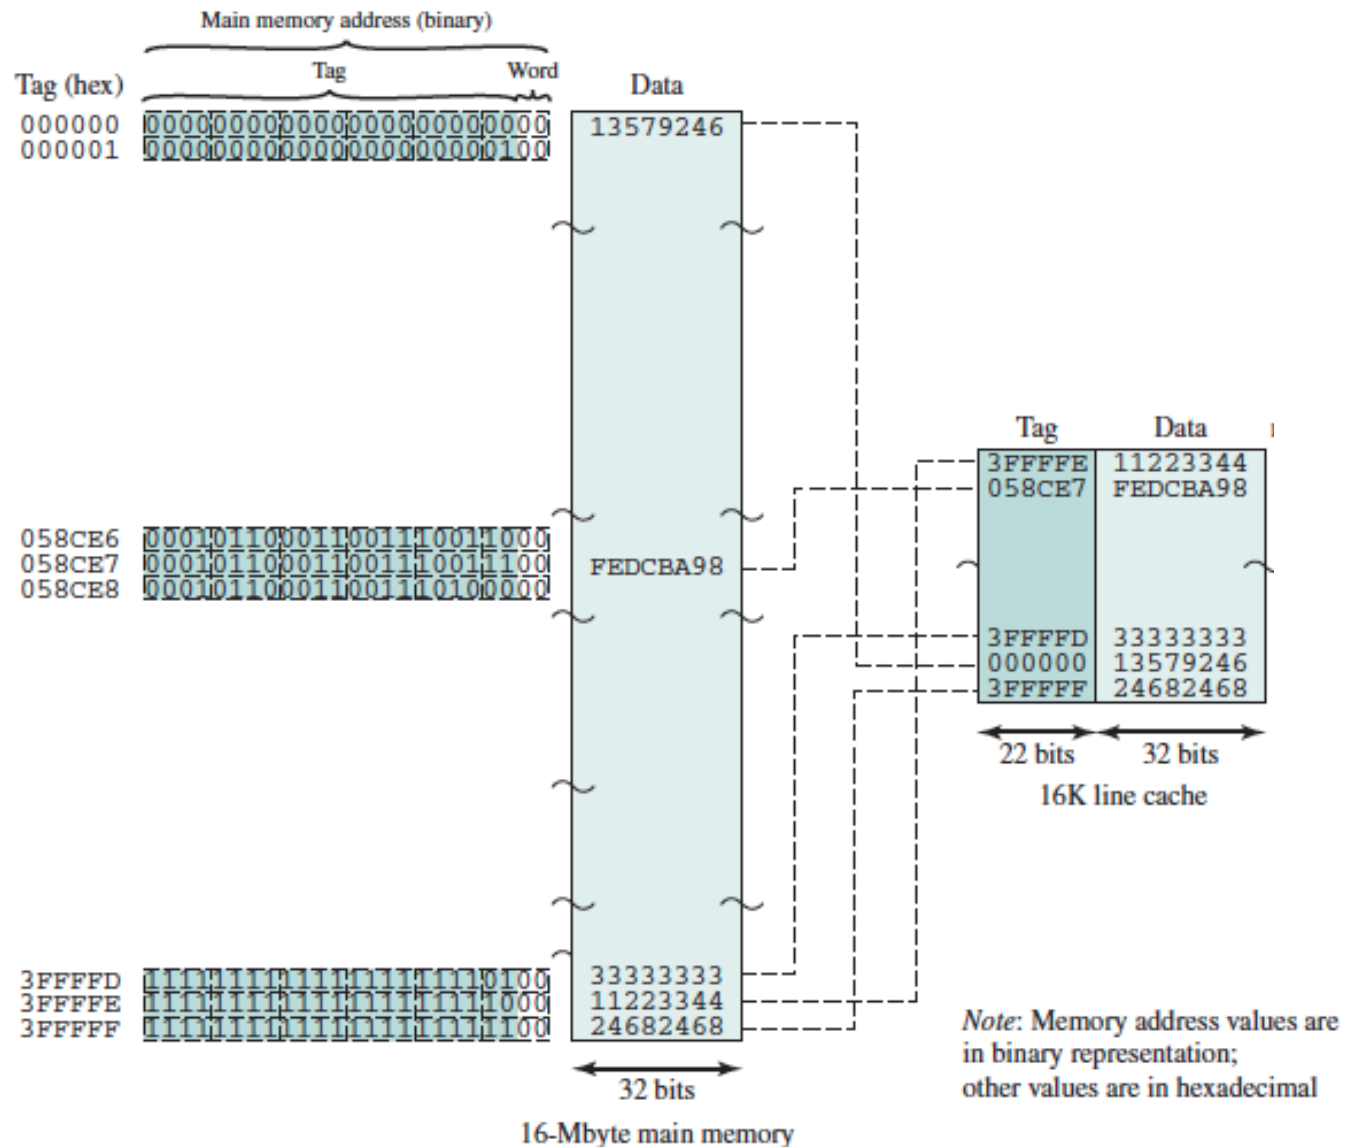 Main memory address (binary)
Tag (hex) Tag Word Data
000000 000000000000000000000000 13579246
000001 000000000000000000000100
Tag Data
3FFFFE 11223344
058CE7 FEDCBA98
058CE6 000101100011001110011000
058CE7 000101100011001110011100 FEDCBA98
058CE8 000101100011001110100000
3FFFFD 33333333
000000 13579246
3FFFFF 24682468
22 bits 32 bits
16K line cache
3FFFFD 111111111111111111110100 33333333
3FFFFE 111111111111111111111000 11223344
3FFFFF 111111111111111111111100 24682468
Note: Memory address values are
in binary representation;
other values are in hexadecimal
32 bits
16-Mbyte main memory